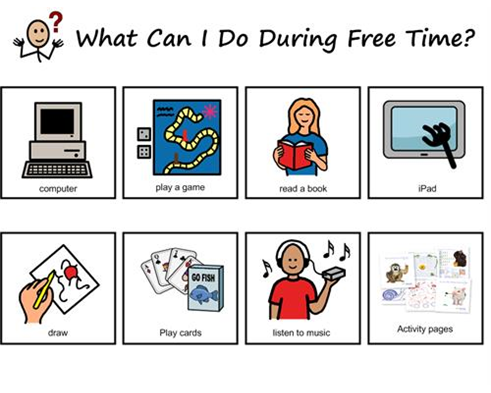 What Can I Do During Free Time?
computer
play a game
read a book
iPad
GO FISH
draw
Play cards
listen to music
Activity pages